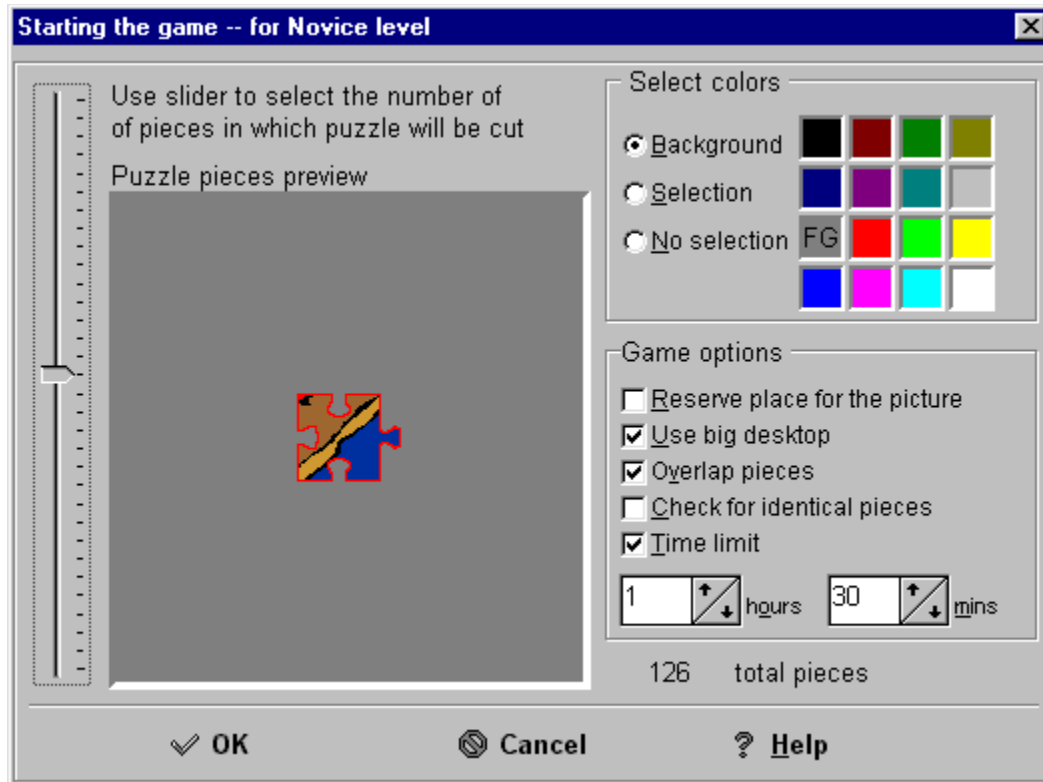 Starting the game -- for Novice level
Use slider to select the number of
of pieces in which puzzle will be cut
Puzzle pieces preview
Select colors
Background
Selection
No selection
FG
Game options
Reserve place for the picture
Use big desktop
Overlap pieces
Check for identical pieces
Time limit
1 hours 30 mins
126 total pieces
OK Cancel Help